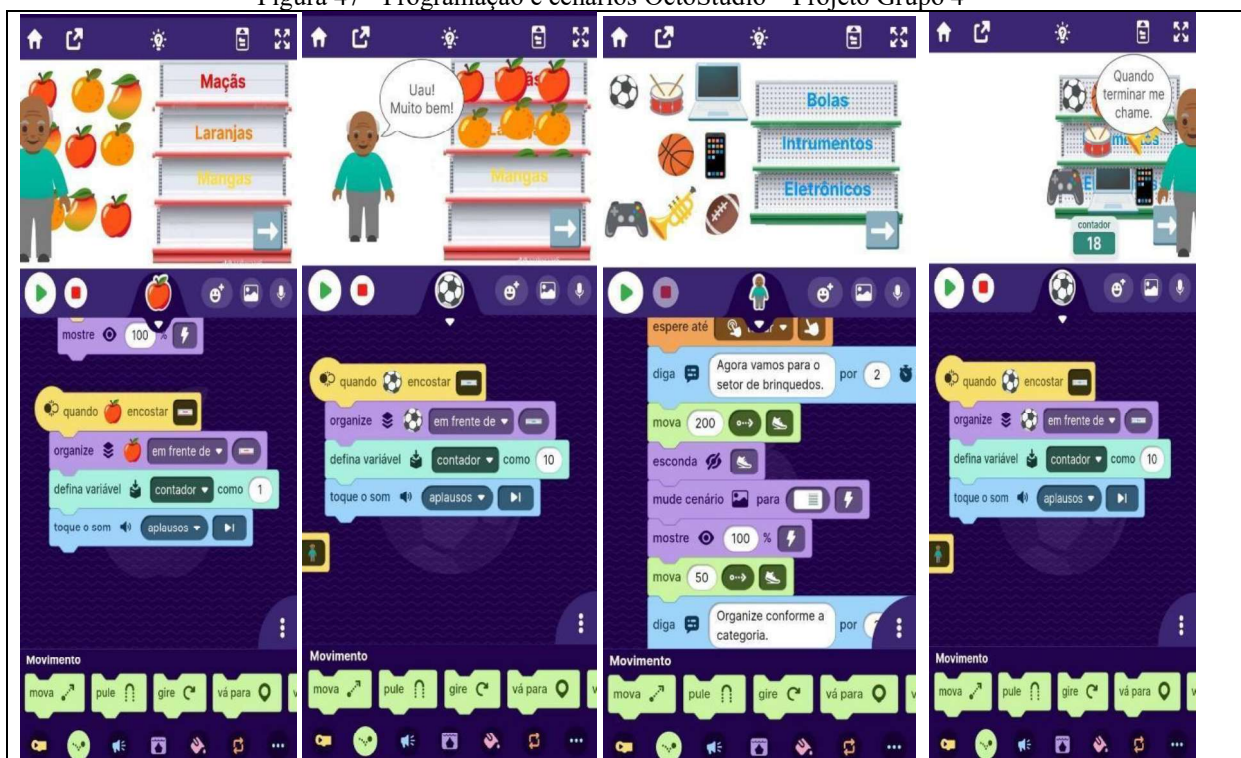 Figura 47 - Programação e cenários OctoStudio – Projeto Grupo 4
Maçãs
Laranjas
Mangas
mostre 100 %
quando encostar
organize em frente de
defina variável contador como 1
toque o som aplausos
Movimento
mova pule gire vá para
Uau!
Muito bem!
Mangas
quando encostar
organize em frente de
defina variável contador como 10
toque o som aplausos
Movimento
mova pule gire vá para
Bolas
Intrumentos
Eletrônicos
espere até
diga Agora vamos para o
setor de brinquedos. por 2
mova 200
esconda
mude cenário para
mostre 100 %
mova 50
diga Organize conforme a
categoria. por
Movimento
mova pule gire vá para
Quando
terminar me
chame.
contador
18
quando encostar
organize em frente de
defina variável contador como 10
toque o som aplausos
Movimento
mova pule gire vá para